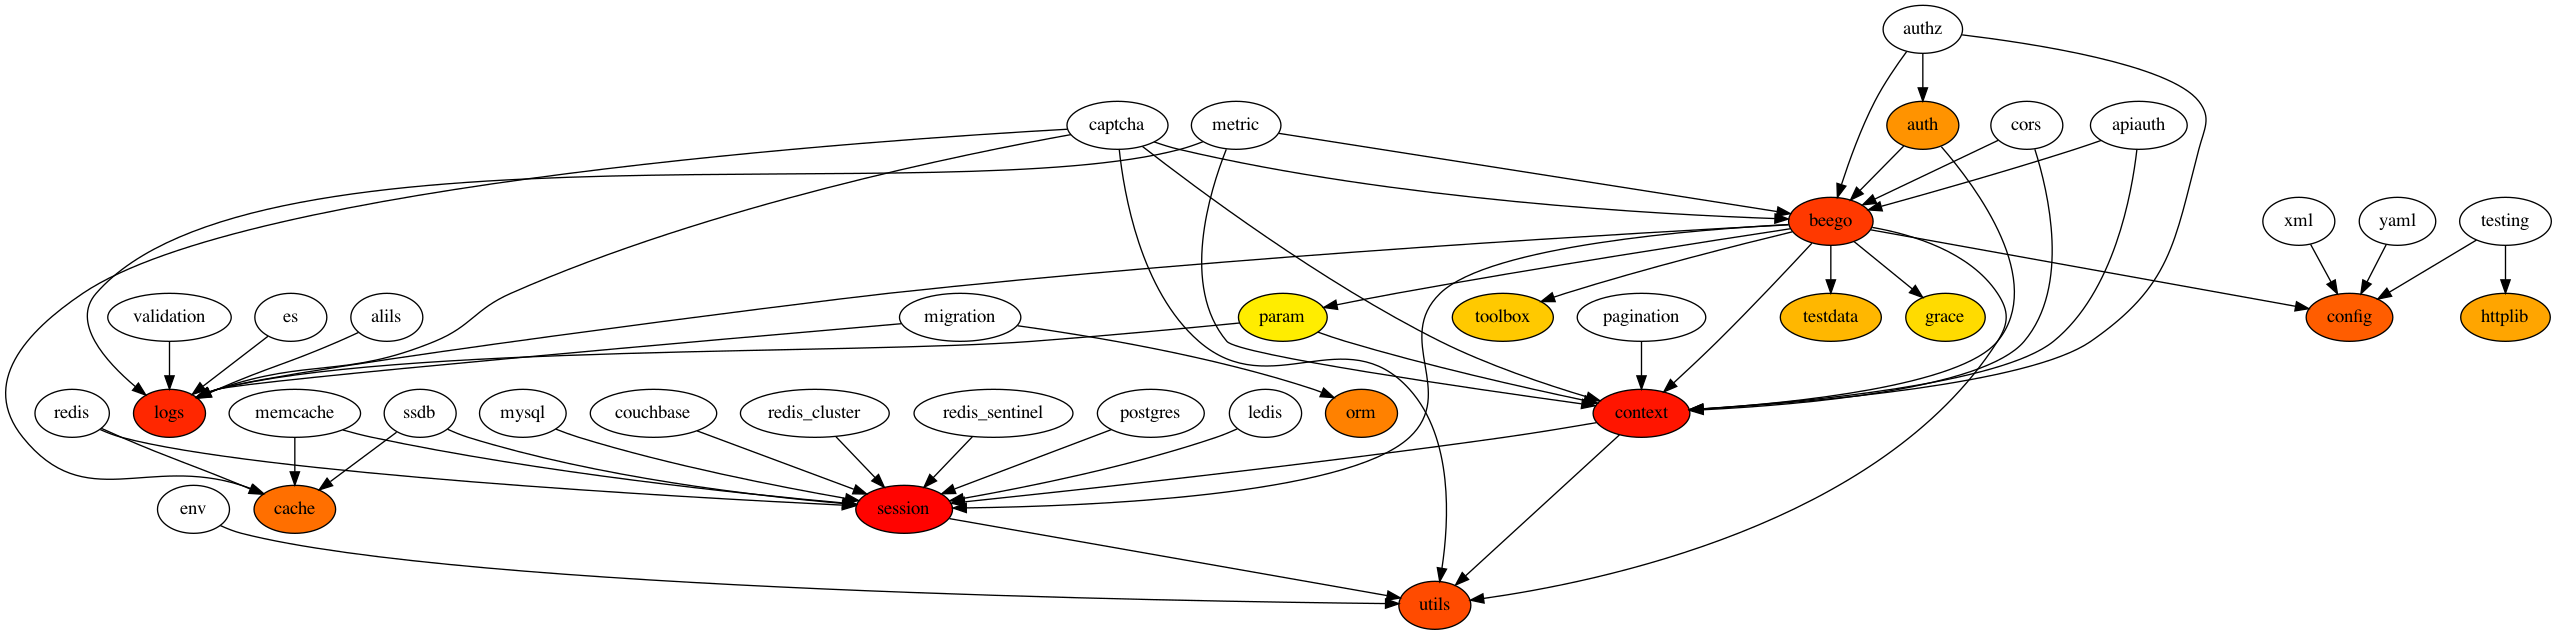 authz
captcha
metric
auth
cors
apiauth
beego
xml
yaml
testing
validation
es
alils
migration
param
toolbox
pagination
testdata
grace
config
httplib
redis
logs
memcache
ssdb
mysql
couchbase
redis_cluster
redis_sentinel
postgres
ledis
orm
context
env
cache
session
utils